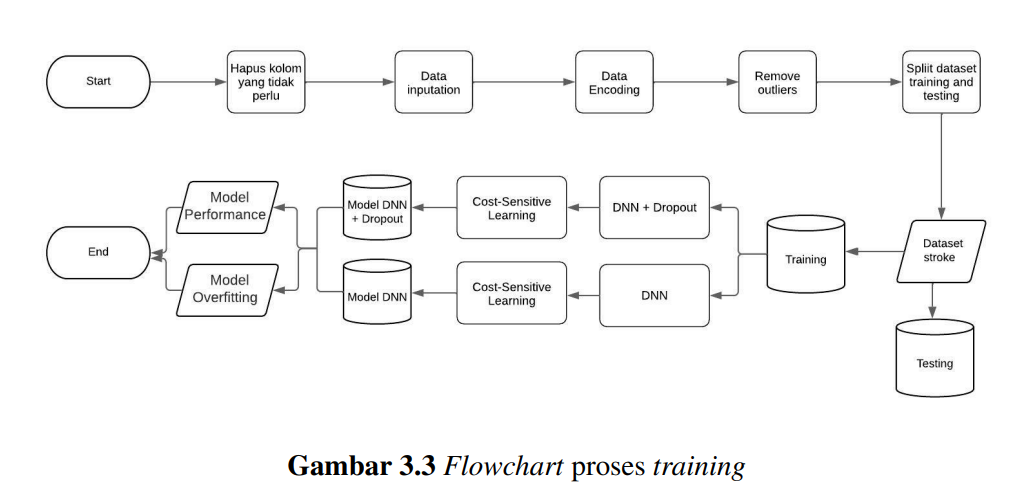 Start
Hapus kolom
yang tidak
perlu
Data
inputation
Data
Encoding
Remove
outliers
Spliit dataset
training and
testing
Model
Performance
Model DNN
+ Dropout
Cost-Sensitive
Learning
DNN + Dropout
End
Training
Dataset
stroke
Model
Overfitting
Model DNN
Cost-Sensitive
Learning
DNN
Testing
Gambar 3.3 Flowchart proses training